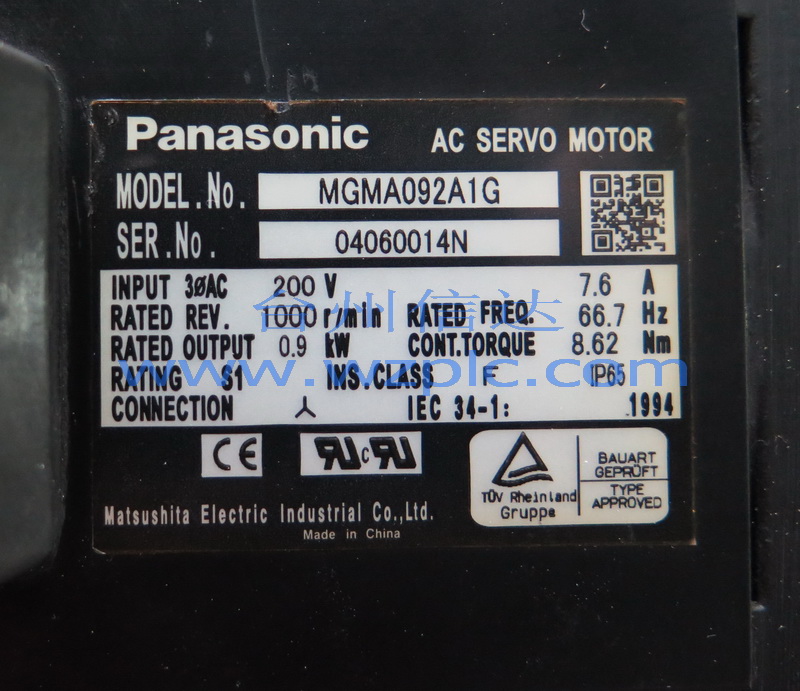 Panasonic AC SERVO MOTOR
MODEL.No. MGMA092A1G
SER.No. 04060014N
INPUT 3øAC 200 V 7.6 A
RATED REV. 1000 r/min RATED FREQ. 66.7 Hz
RATED OUTPUT 0.9 kW CONT.TORQUE 8.62 Nm
RATING S1 INS.CLASS F IP65
CONNECTION IEC 34-1: 1994
台州信达
www.wzplc.com
CE
TÜV Rheinland
Gruppe
BAUART
GEPRÜFT
TYPE
APPROVED
Matsushita Electric Industrial Co.,Ltd.
Made in China